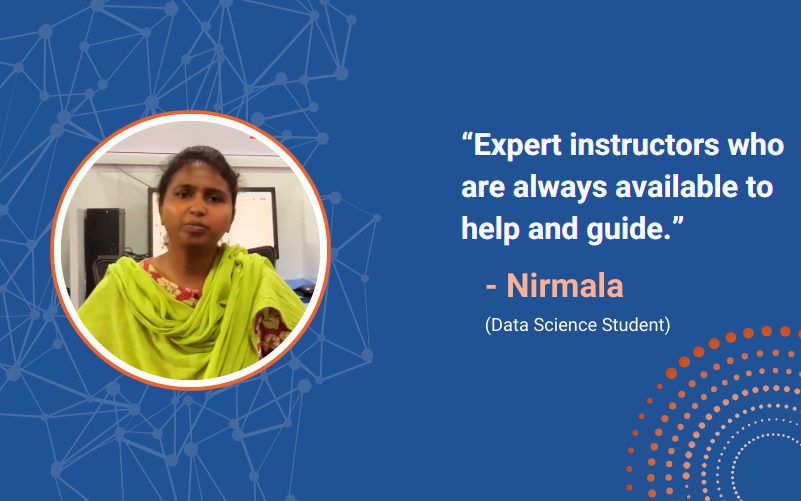 “Expert instructors who
are always available to
help and guide.”
- Nirmala
(Data Science Student)